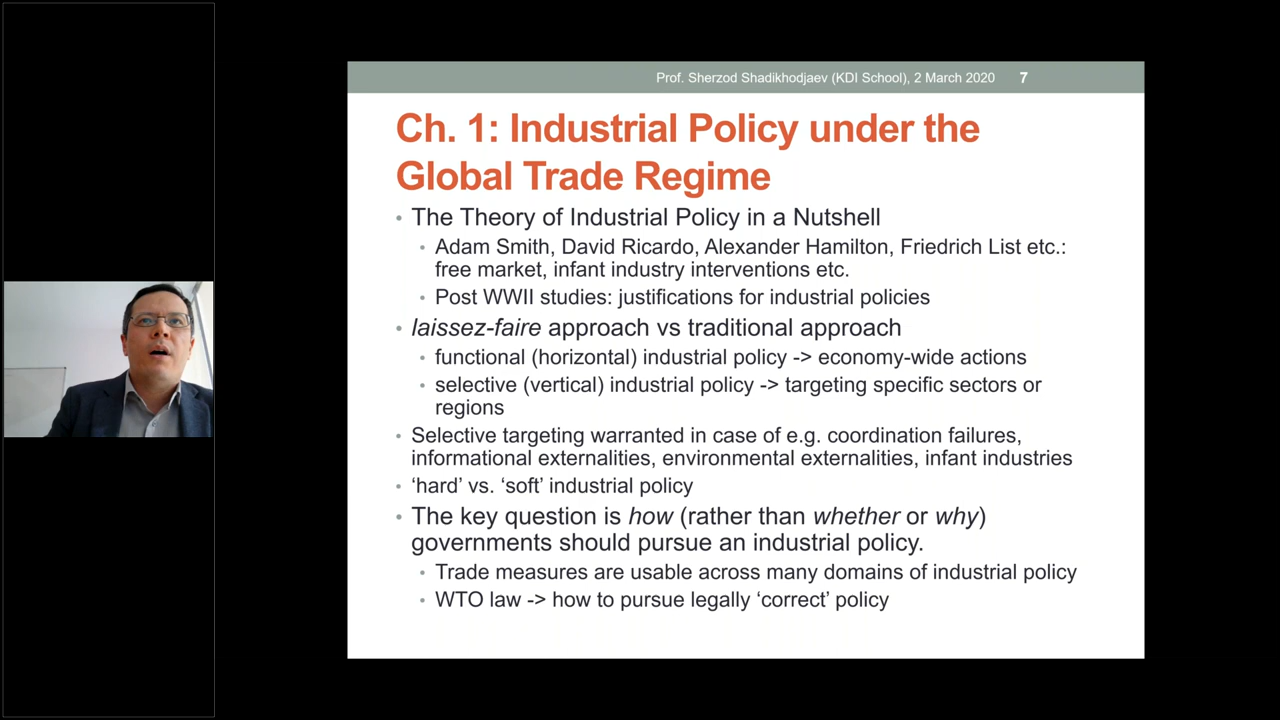 Prof. Sherzod Shadikhodjaev (KDI School), 2 March 2020 7
Ch. 1: Industrial Policy under the
Global Trade Regime
• The Theory of Industrial Policy in a Nutshell
• Adam Smith, David Ricardo, Alexander Hamilton, Friedrich List etc.:
free market, infant industry interventions etc.
• Post WWII studies: justifications for industrial policies
• laissez-faire approach vs traditional approach
• functional (horizontal) industrial policy -> economy-wide actions
• selective (vertical) industrial policy -> targeting specific sectors or
regions
• Selective targeting warranted in case of e.g. coordination failures,
informational externalities, environmental externalities, infant industries
• ‘hard’ vs. ‘soft’ industrial policy
• The key question is how (rather than whether or why)
governments should pursue an industrial policy.
• Trade measures are usable across many domains of industrial policy
• WTO law -> how to pursue legally ‘correct’ policy